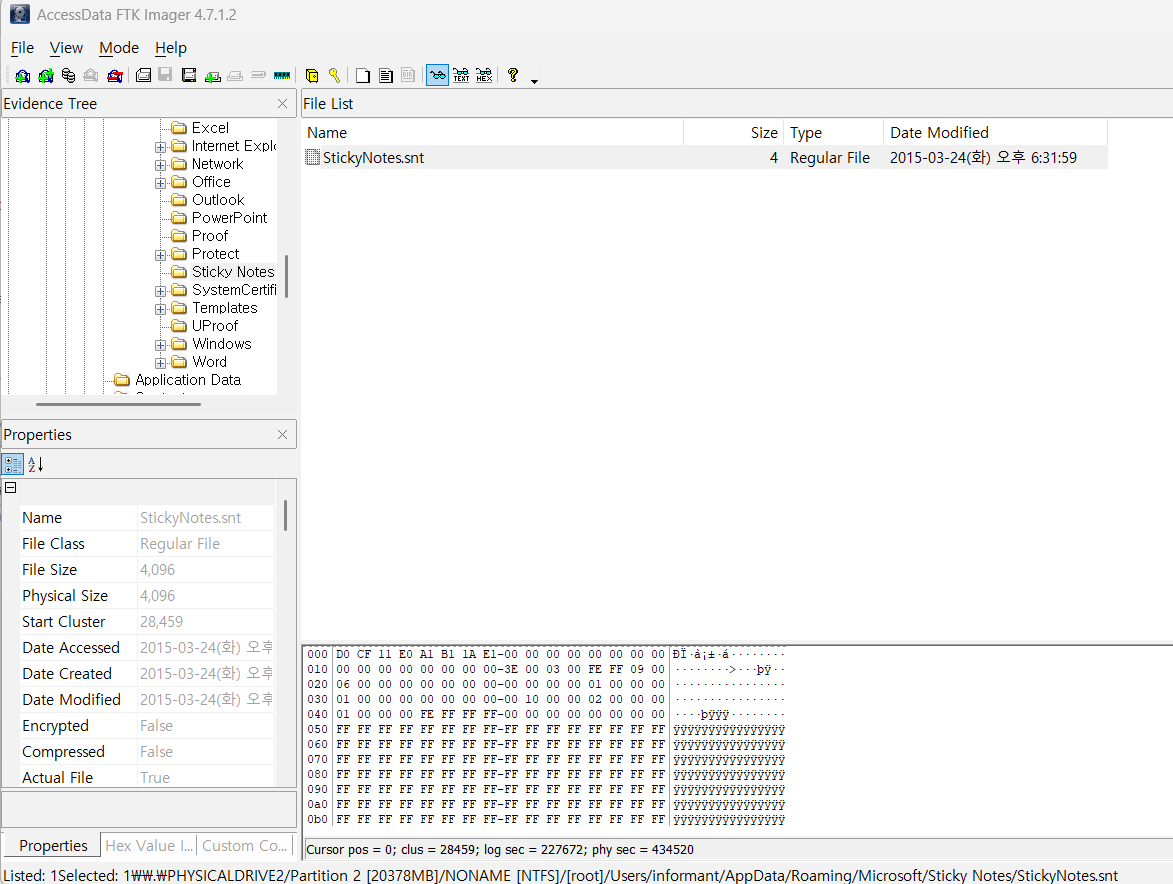 AccessData FTK Imager 4.7.1.2
File View Mode Help
TEXT HEX
Evidence Tree
Excel
Internet Explo
Network
Office
Outlook
PowerPoint
Proof
Protect
Sticky Notes
SystemCertifi
Templates
UProof
Windows
Word
Application Data
File List
Name Size Type Date Modified
StickyNotes.snt 4 Regular File 2015-03-24(화) 오후 6:31:59
Properties
Name StickyNotes.snt
File Class Regular File
File Size 4,096
Physical Size 4,096
Start Cluster 28,459
Date Accessed 2015-03-24(화) 오후
Date Created 2015-03-24(화) 오후
Date Modified 2015-03-24(화) 오후
Encrypted False
Compressed False
Actual File True
Properties Hex Value I... Custom Co...
000 D0 CF 11 E0 A1 B1 1A E1-00 00 00 00 00 00 00 00 ÐÏ·à¡±·á········
010 00 00 00 00 00 00 00 00-3E 00 03 00 FE FF 09 00 ········>···þÿ··
020 06 00 00 00 00 00 00 00-00 00 00 00 01 00 00 00 ················
030 01 00 00 00 00 00 00 00-00 10 00 00 02 00 00 00 ················
040 01 00 00 00 FE FF FF FF-00 00 00 00 00 00 00 00 ····þÿÿÿ········
050 FF FF FF FF FF FF FF FF-FF FF FF FF FF FF FF FF ÿÿÿÿÿÿÿÿÿÿÿÿÿÿÿÿ
060 FF FF FF FF FF FF FF FF-FF FF FF FF FF FF FF FF ÿÿÿÿÿÿÿÿÿÿÿÿÿÿÿÿ
070 FF FF FF FF FF FF FF FF-FF FF FF FF FF FF FF FF ÿÿÿÿÿÿÿÿÿÿÿÿÿÿÿÿ
080 FF FF FF FF FF FF FF FF-FF FF FF FF FF FF FF FF ÿÿÿÿÿÿÿÿÿÿÿÿÿÿÿÿ
090 FF FF FF FF FF FF FF FF-FF FF FF FF FF FF FF FF ÿÿÿÿÿÿÿÿÿÿÿÿÿÿÿÿ
0a0 FF FF FF FF FF FF FF FF-FF FF FF FF FF FF FF FF ÿÿÿÿÿÿÿÿÿÿÿÿÿÿÿÿ
0b0 FF FF FF FF FF FF FF FF-FF FF FF FF FF FF FF FF ÿÿÿÿÿÿÿÿÿÿÿÿÿÿÿÿ
Cursor pos = 0; clus = 28459; log sec = 227672; phy sec = 434520
Listed: 1Selected: 1₩₩.₩PHYSICALDRIVE2/Partition 2 [20378MB]/NONAME [NTFS]/[root]/Users/informant/AppData/Roaming/Microsoft/Sticky Notes/StickyNotes.snt